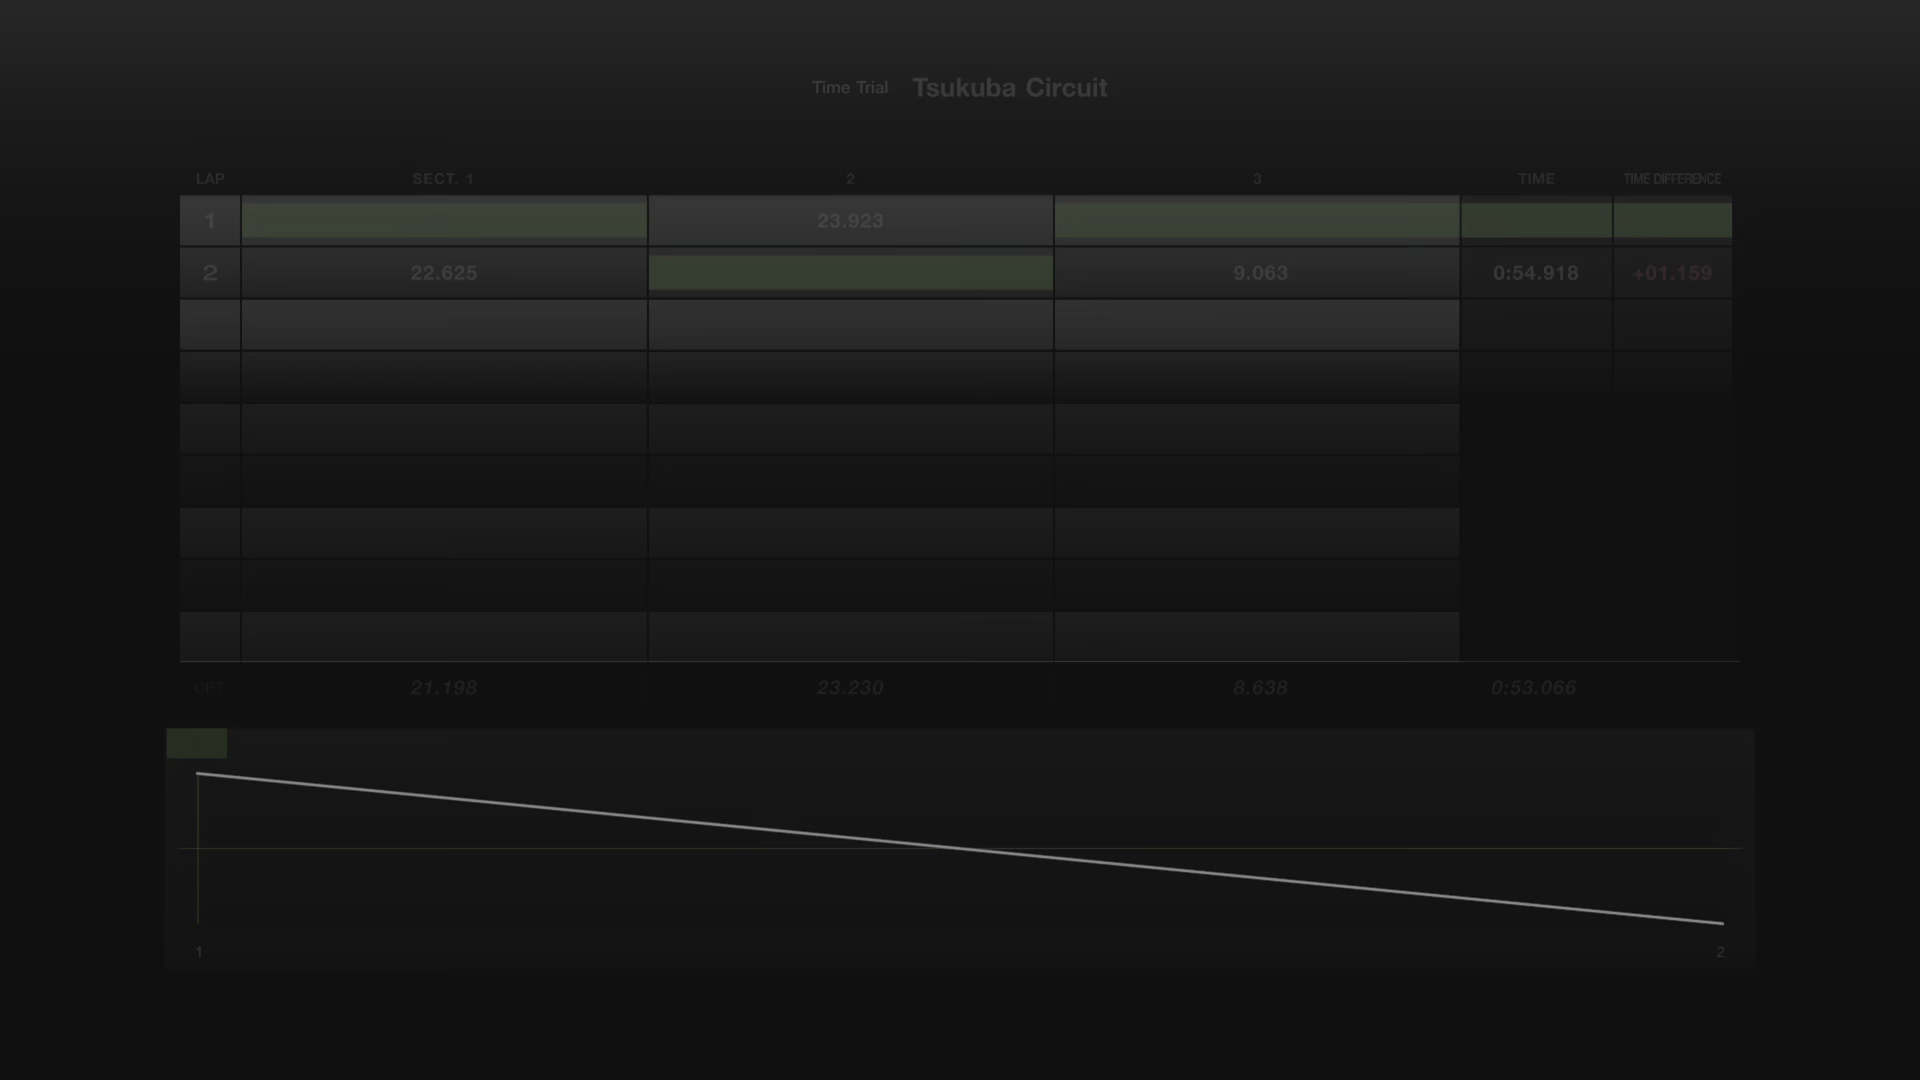 Time Trial Tsukuba Circuit
LAP SECT. 1 2 3 TIME TIME DIFFERENCE
1 23.923
2 22.625 9.063 0:54.918 +01.159
OPT 21.198 23.230 8.638 0:53.066
1 2